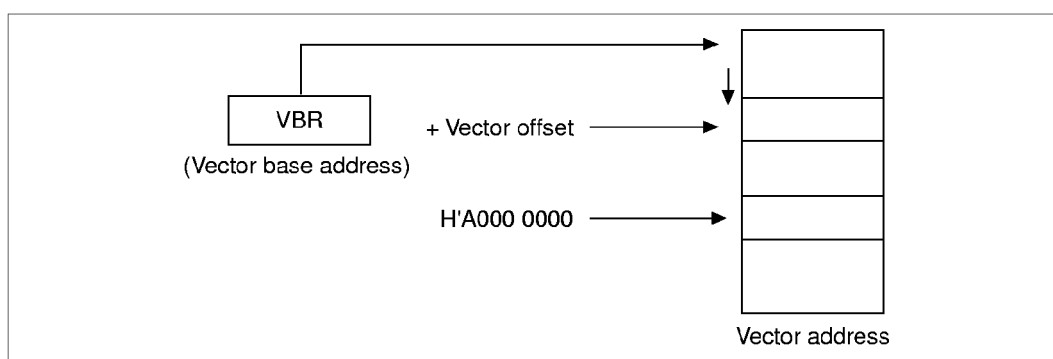 VBR
(Vector base address)
+ Vector offset
H'A000 0000
Vector address